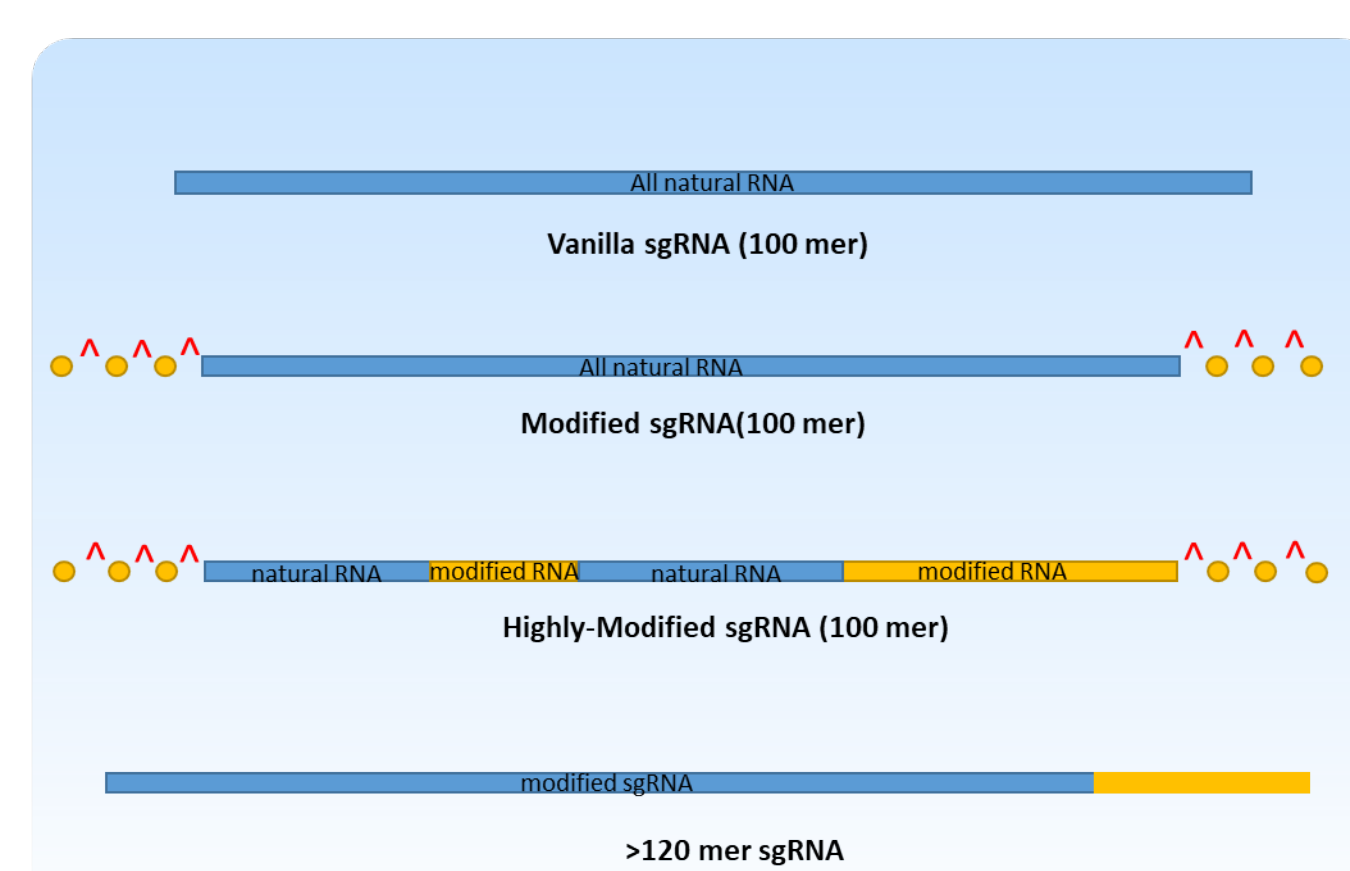 All natural RNA
Vanilla sgRNA (100 mer)
^ ^ ^ ^ ^ ^
All natural RNA
Modified sgRNA(100 mer)
^ ^ ^ ^ ^ ^
natural RNA modified RNA natural RNA modified RNA
Highly-Modified sgRNA (100 mer)
modified sgRNA
>120 mer sgRNA